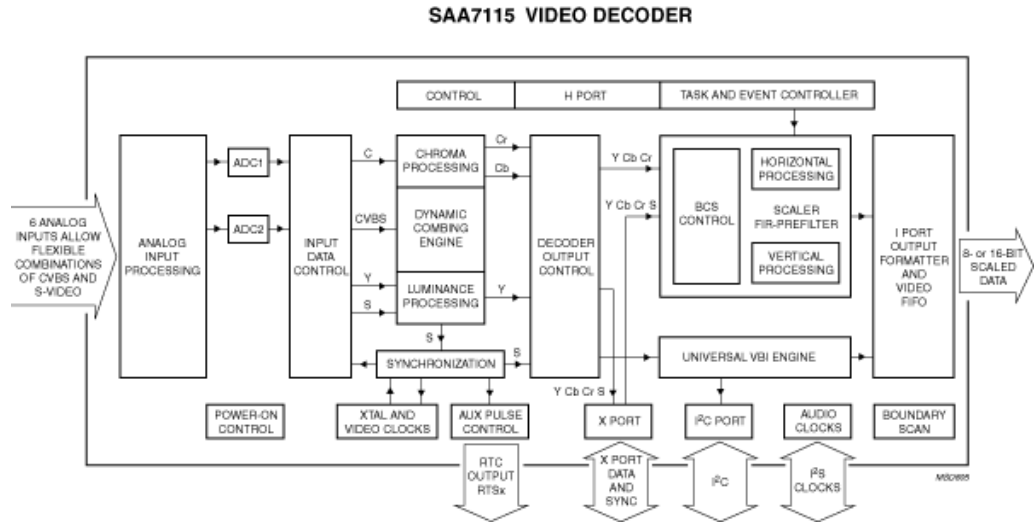 SAA7115 VIDEO DECODER
CONTROL
H PORT
TASK AND EVENT CONTROLLER
6 ANALOG
INPUTS ALLOW
FLEXIBLE
COMBINATIONS
OF CVBS AND
S-VIDEO
ANALOG
INPUT
PROCESSING
ADC1
ADC2
INPUT
DATA
CONTROL
C
CVBS
Y
S
CHROMA
PROCESSING
DYNAMIC
COMBING
ENGINE
LUMINANCE
PROCESSING
Cr
Cb
Y
S
SYNCHRONIZATION
S
DECODER
OUTPUT
CONTROL
Y Cb Cr
Y Cb Cr S
Y Cb Cr S
BCS
CONTROL
HORIZONTAL
PROCESSING
SCALER
FIR-PREFILTER
VERTICAL
PROCESSING
UNIVERSAL VBI ENGINE
I PORT
OUTPUT
FORMATTER
AND
VIDEO
FIFO
8- or 16-BIT
SCALED
DATA
POWER-ON
CONTROL
XTAL AND
VIDEO CLOCKS
AUX PULSE
CONTROL
X PORT
I²C PORT
AUDIO
CLOCKS
BOUNDARY
SCAN
RTC
OUTPUT
RTSx
X PORT
DATA
AND
SYNC
I²C
I²S
CLOCKS